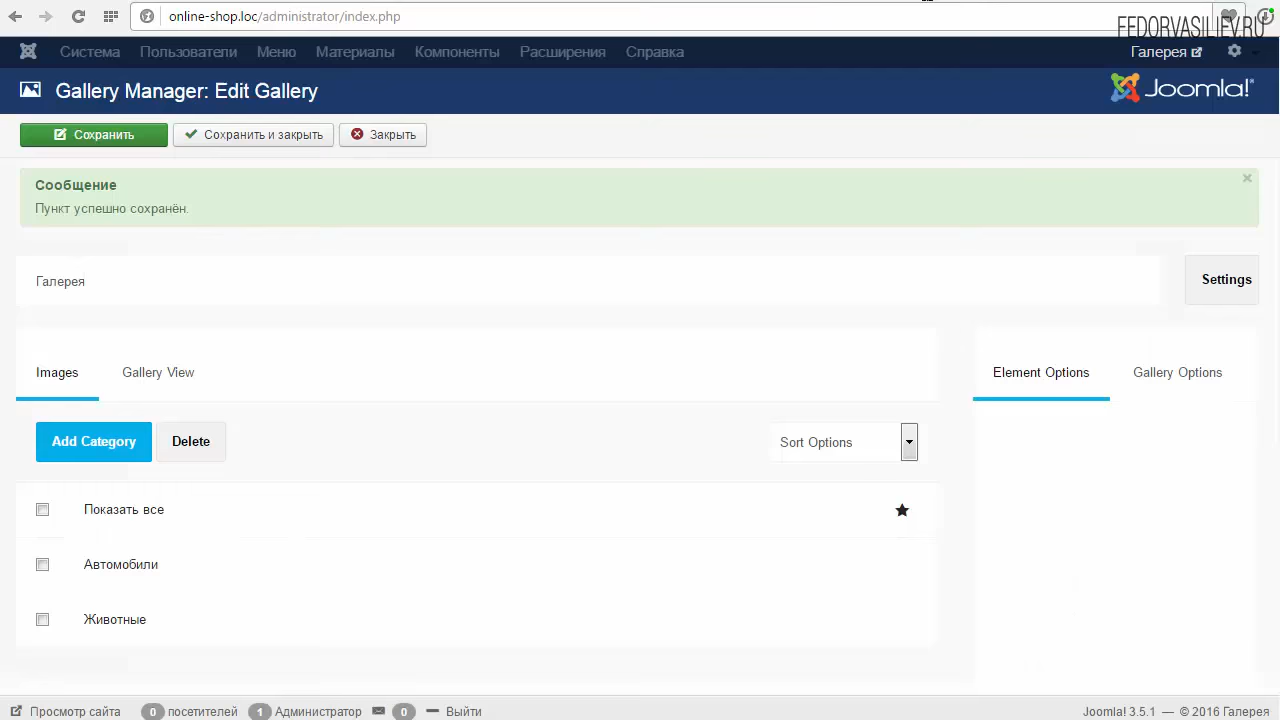 online-shop.loc/administrator/index.php
FEDORVASILIEV.RU
Система Пользователи Меню Материалы Компоненты Расширения Справка Галерея
Gallery Manager: Edit Gallery
Joomla!®
Сохранить Сохранить и закрыть Закрыть
Сообщение
×
Пункт успешно сохранён.
Галерея
Settings
Images Gallery View Element Options Gallery Options
Add Category Delete Sort Options
Показать все
Автомобили
Животные
Просмотр сайта 0 посетителей 1 Администратор 0 Выйти Joomla! 3.5.1 — © 2016 Галерея